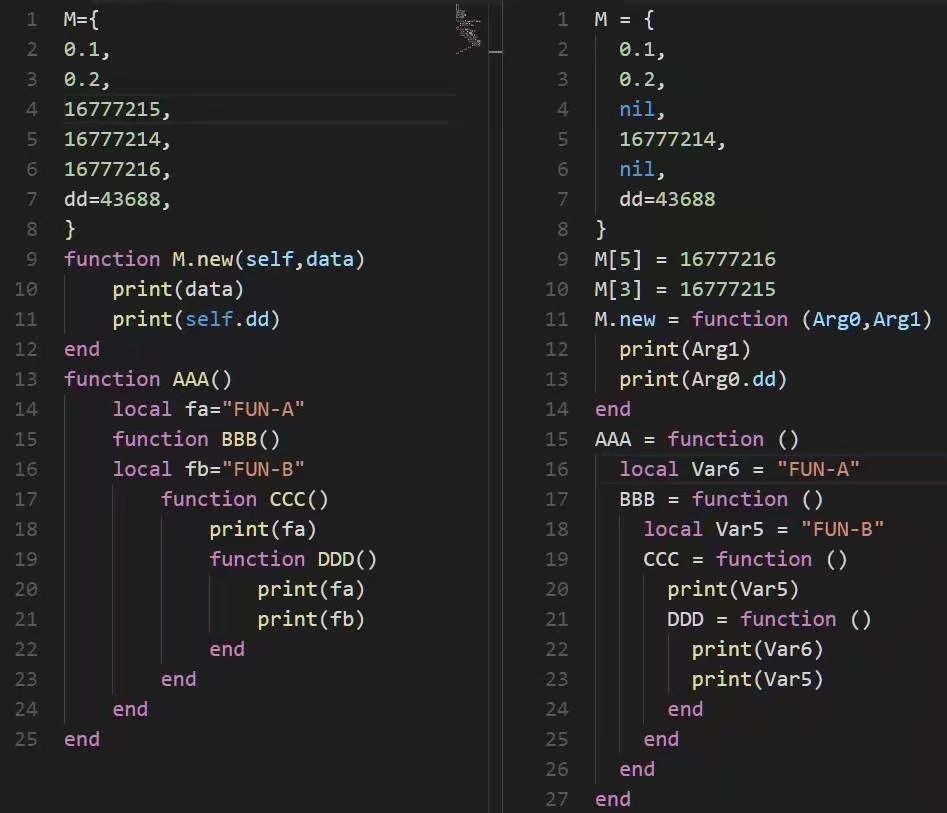 1 M={
2 0.1,
3 0.2,
4 16777215,
5 16777214,
6 16777216,
7 dd=43688,
8 }
9 function M.new(self,data)
10 print(data)
11 print(self.dd)
12 end
13 function AAA()
14 local fa="FUN-A"
15 function BBB()
16 local fb="FUN-B"
17 function CCC()
18 print(fa)
19 function DDD()
20 print(fa)
21 print(fb)
22 end
23 end
24 end
25 end
1 M = {
2 0.1,
3 0.2,
4 nil,
5 16777214,
6 nil,
7 dd=43688
8 }
9 M[5] = 16777216
10 M[3] = 16777215
11 M.new = function (Arg0,Arg1)
12 print(Arg1)
13 print(Arg0.dd)
14 end
15 AAA = function ()
16 local Var6 = "FUN-A"
17 BBB = function ()
18 local Var5 = "FUN-B"
19 CCC = function ()
20 print(Var5)
21 DDD = function ()
22 print(Var6)
23 print(Var5)
24 end
25 end
26 end
27 end